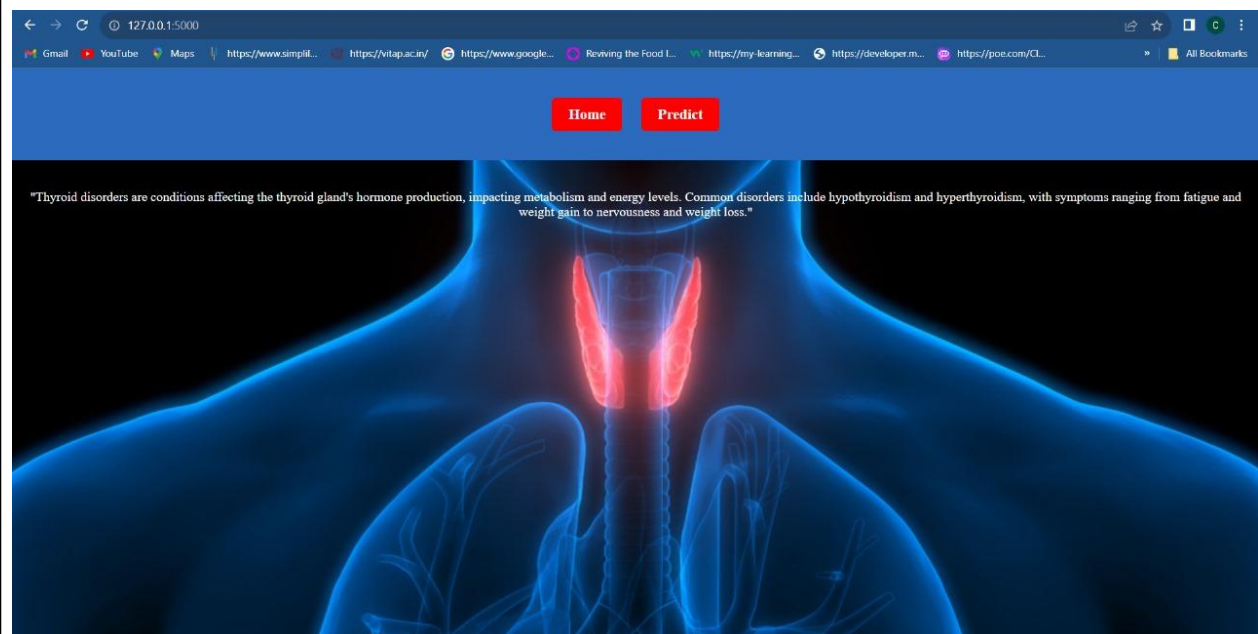 127.0.0.1:5000
C
Gmail YouTube Maps https://www.simplil... https://vitap.ac.in/ https://www.google... Reviving the Food I... https://my-learning... https://developer.m... https://poe.com/Cl... » All Bookmarks
Home Predict
"Thyroid disorders are conditions affecting the thyroid gland's hormone production, impacting metabolism and energy levels. Common disorders include hypothyroidism and hyperthyroidism, with symptoms ranging from fatigue and
weight gain to nervousness and weight loss."